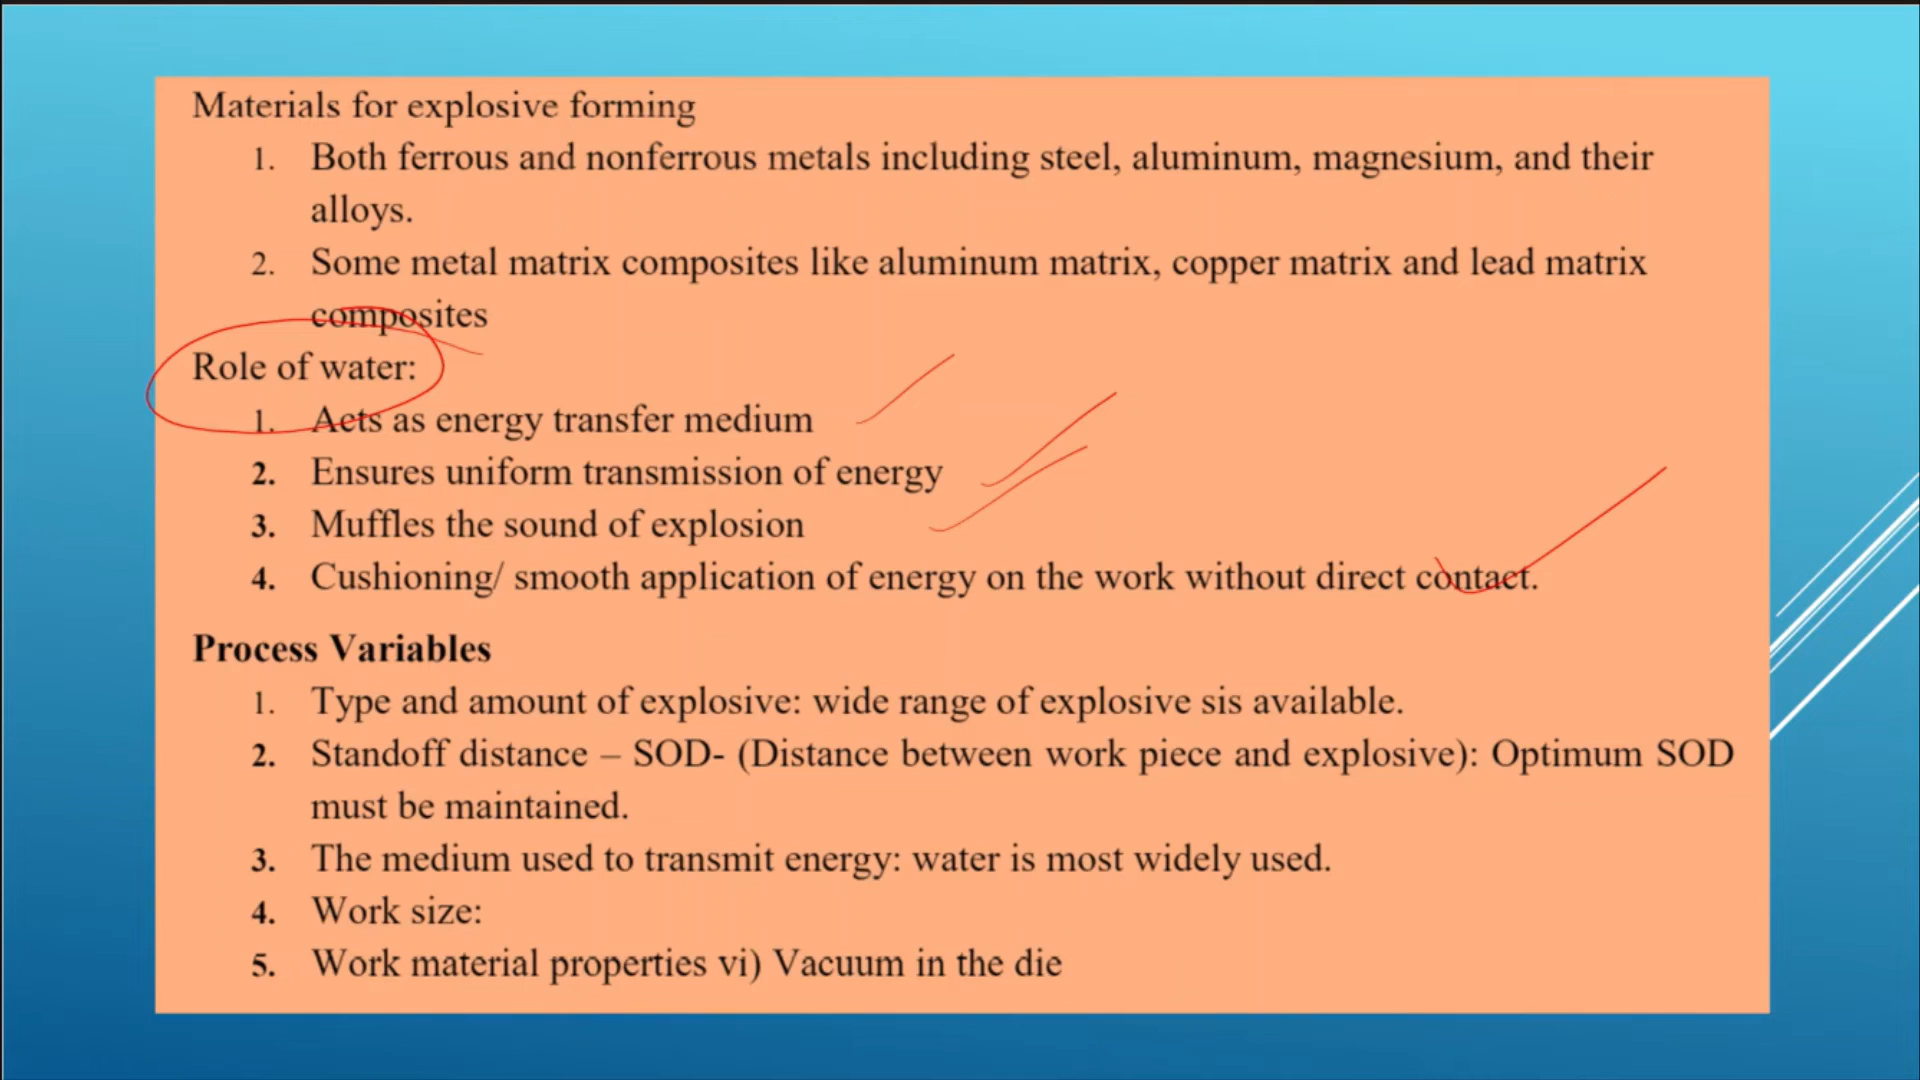 Materials for explosive forming
1. Both ferrous and nonferrous metals including steel, aluminum, magnesium, and their
alloys.
2. Some metal matrix composites like aluminum matrix, copper matrix and lead matrix
composites
Role of water:
1. Acts as energy transfer medium
2. Ensures uniform transmission of energy
3. Muffles the sound of explosion
4. Cushioning/ smooth application of energy on the work without direct contact.
Process Variables
1. Type and amount of explosive: wide range of explosive sis available.
2. Standoff distance – SOD- (Distance between work piece and explosive): Optimum SOD
must be maintained.
3. The medium used to transmit energy: water is most widely used.
4. Work size:
5. Work material properties vi) Vacuum in the die